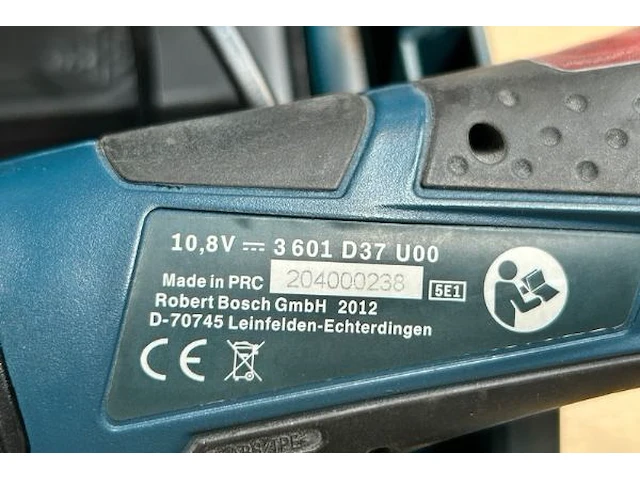 10,8V ⎓ 3 601 D37 U00
Made in PRC 204000238 5E1
Robert Bosch GmbH 2012
D-70745 Leinfelden-Echterdingen
CE